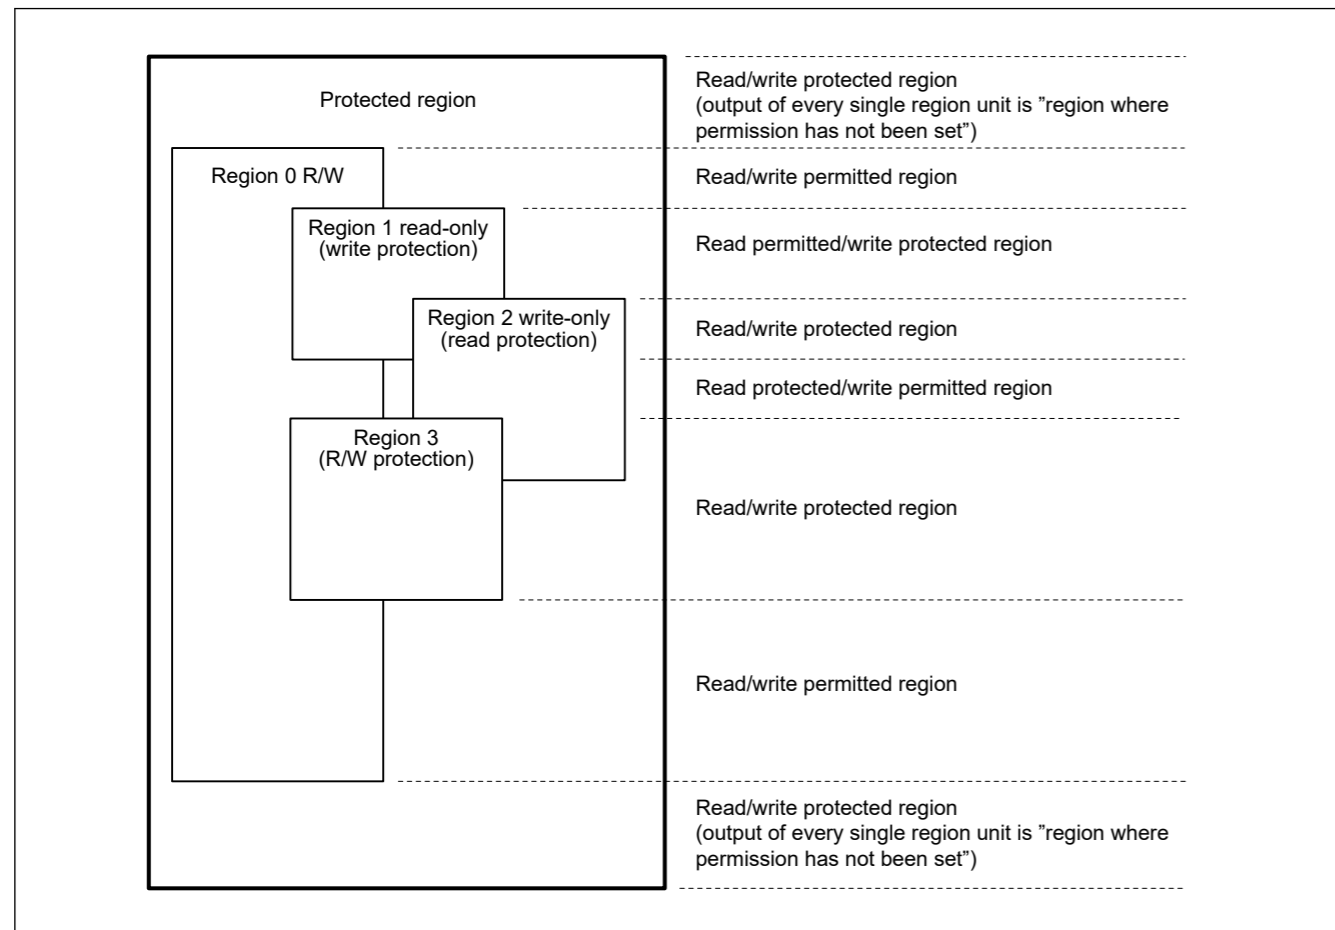 Protected region
Region 0 R/W
Region 1 read-only
(write protection)
Region 2 write-only
(read protection)
Region 3
(R/W protection)
Read/write protected region
(output of every single region unit is ”region where
permission has not been set”)
Read/write permitted region
Read permitted/write protected region
Read/write protected region
Read protected/write permitted region
Read/write protected region
Read/write permitted region
Read/write protected region
(output of every single region unit is ”region where
permission has not been set”)